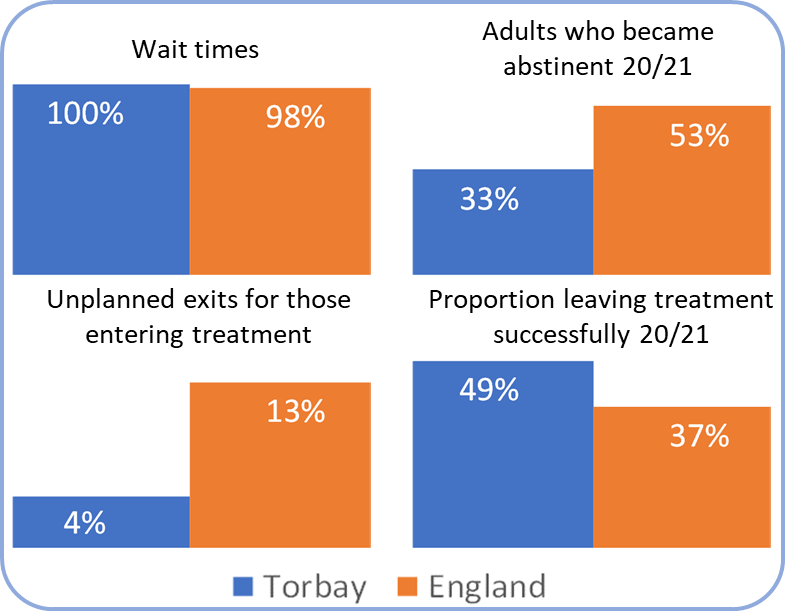 Wait times
100%
98%
Adults who became
abstinent 20/21
33%
53%
Unplanned exits for those
entering treatment
4%
13%
Proportion leaving treatment
successfully 20/21
49%
37%
Torbay
England